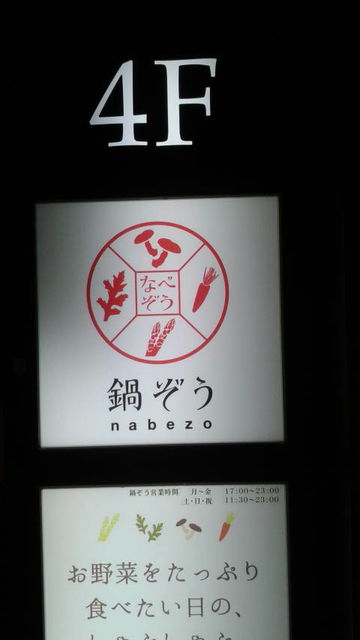 4F
なべ
ぞう
鍋ぞう
nabezo
鍋ぞう営業時間 月～金 17:00～23:00
土・日・祝 11:30～23:00
お野菜をたっぷり
食べたい日の、